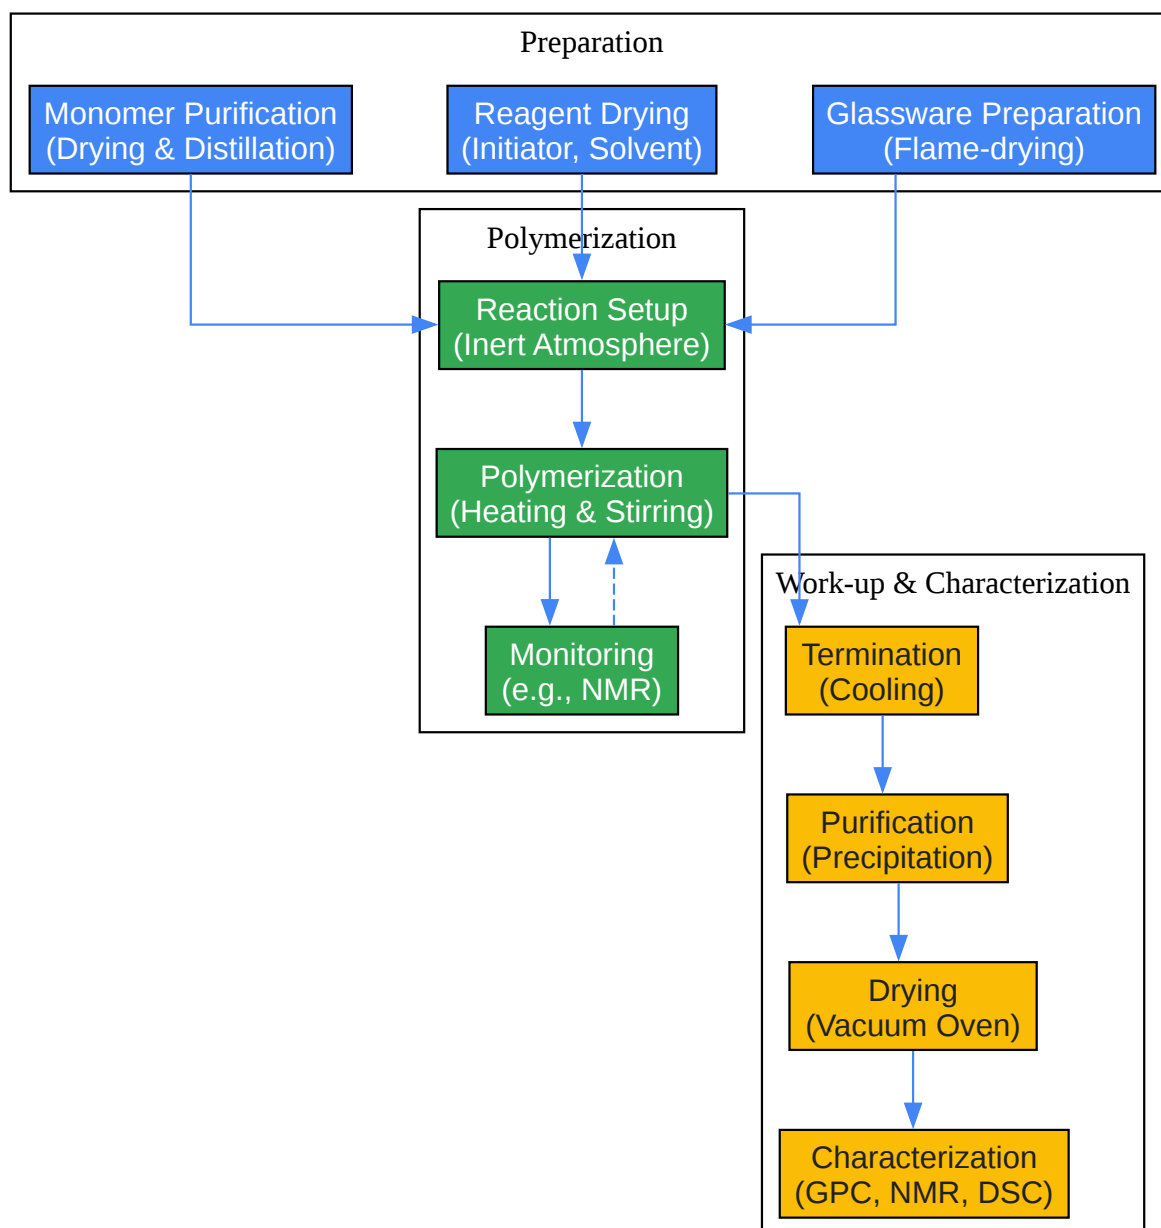 Preparation
Monomer Purification
(Drying & Distillation)
Reagent Drying
(Initiator, Solvent)
Glassware Preparation
(Flame-drying)
Polymerization
Reaction Setup
(Inert Atmosphere)
Polymerization
(Heating & Stirring)
Monitoring
(e.g., NMR)
Work-up & Characterization
Termination
(Cooling)
Purification
(Precipitation)
Drying
(Vacuum Oven)
Characterization
(GPC, NMR, DSC)